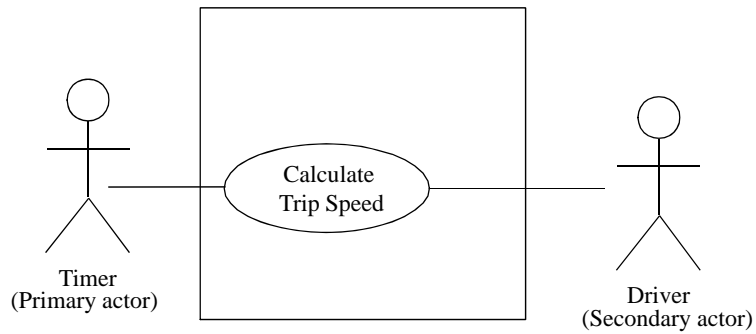 Calculate
Trip Speed
Timer
(Primary actor)
Driver
(Secondary actor)